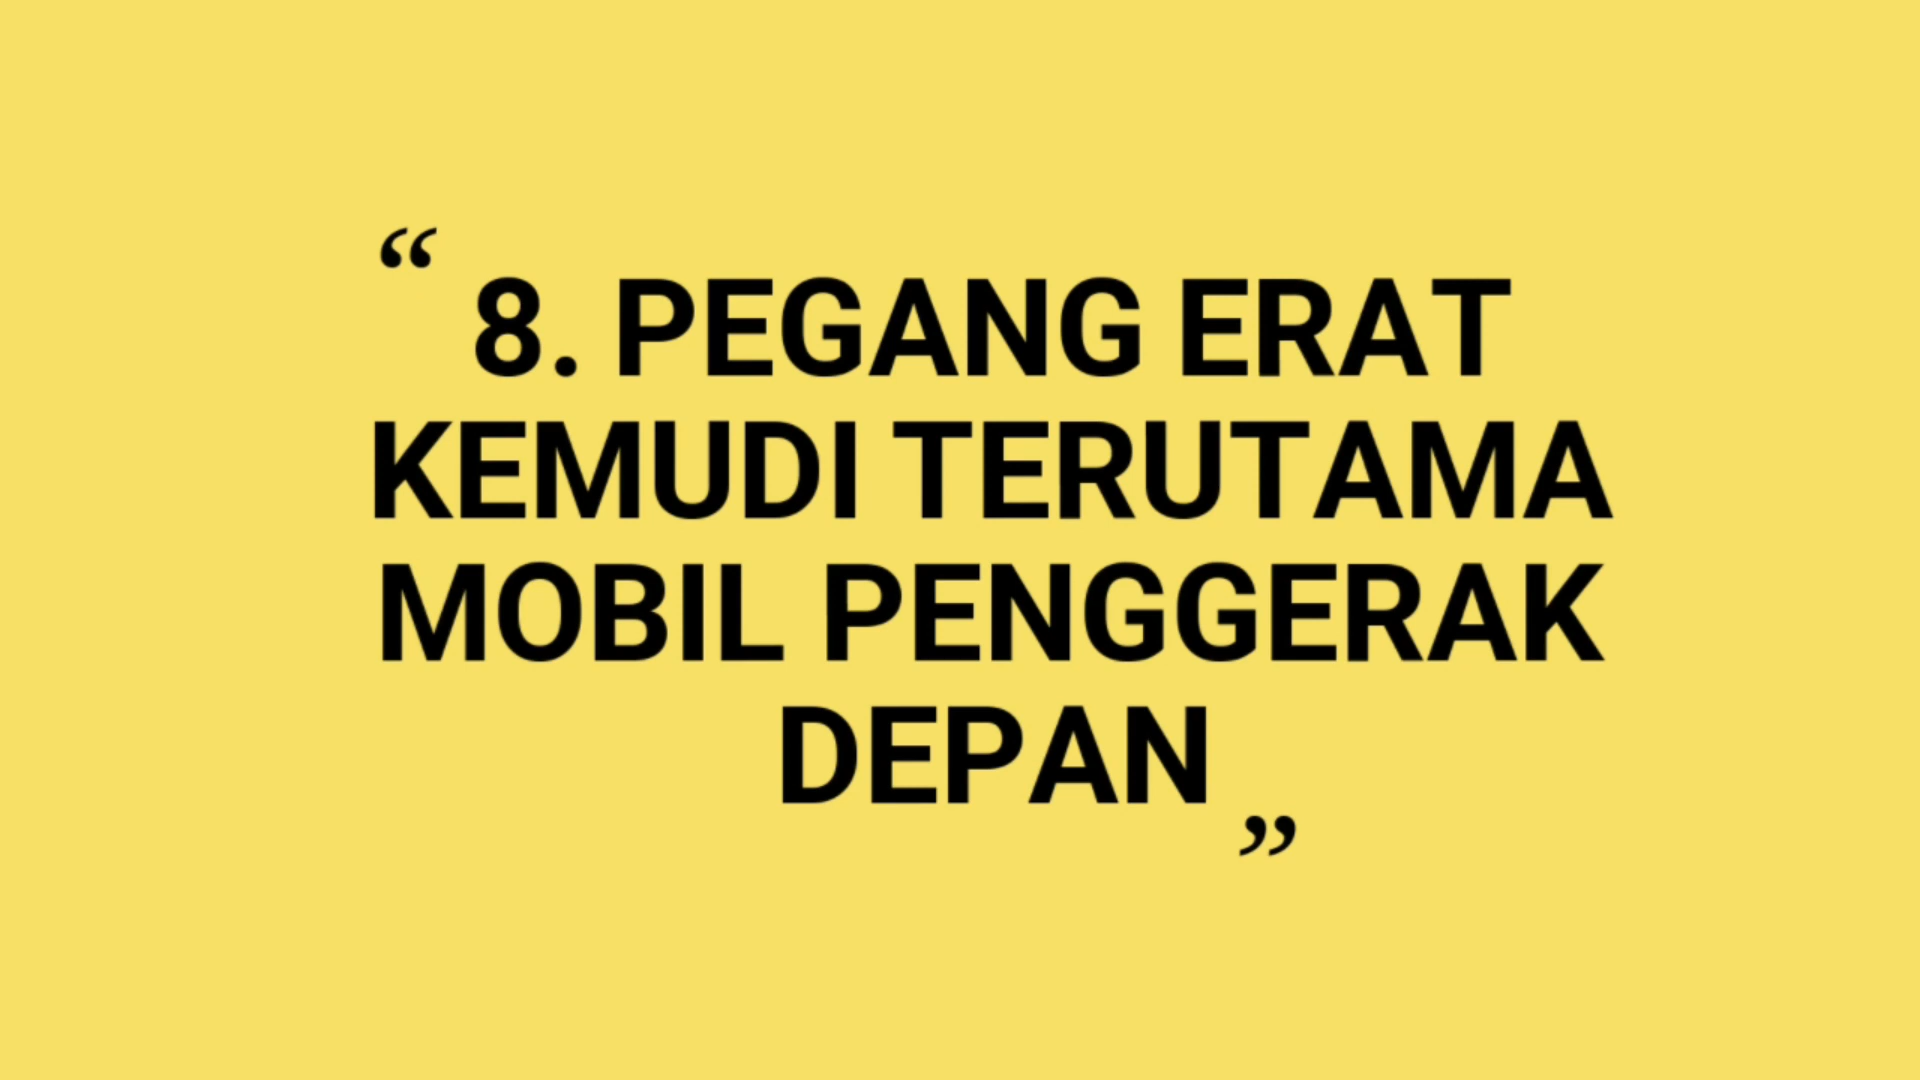 “ 8. PEGANG ERAT
KEMUDI TERUTAMA
MOBIL PENGGERAK
DEPAN ”